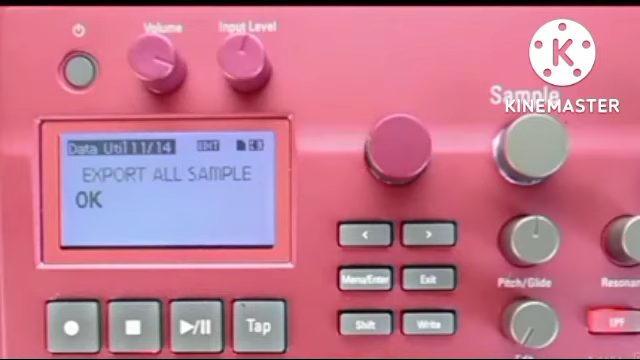 Volume
Input Level
K
KINEMASTER
Sample
Data Util 11/14
EXPORT ALL SAMPLE
OK
<
>
Menu/Enter
Exit
Pitch/Glide
Resonan
Shift
Write
LPF
Tap